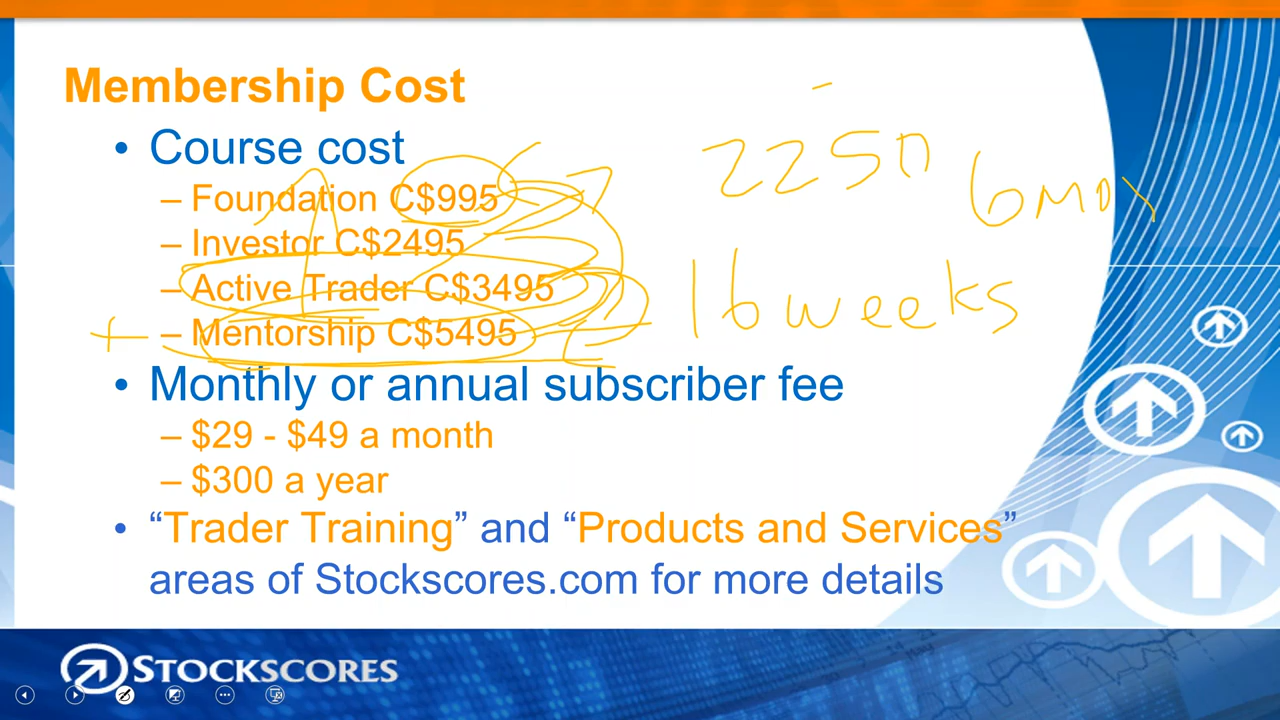 Membership Cost
• Course cost
– Foundation C$995
– Investor C$2495
– Active Trader C$3495
– Mentorship C$5495
2250
16 weeks
• Monthly or annual subscriber fee
– $29 - $49 a month
– $300 a year
• “Trader Training” and “Products and Services”
areas of Stockscores.com for more details
STOCKSCORES